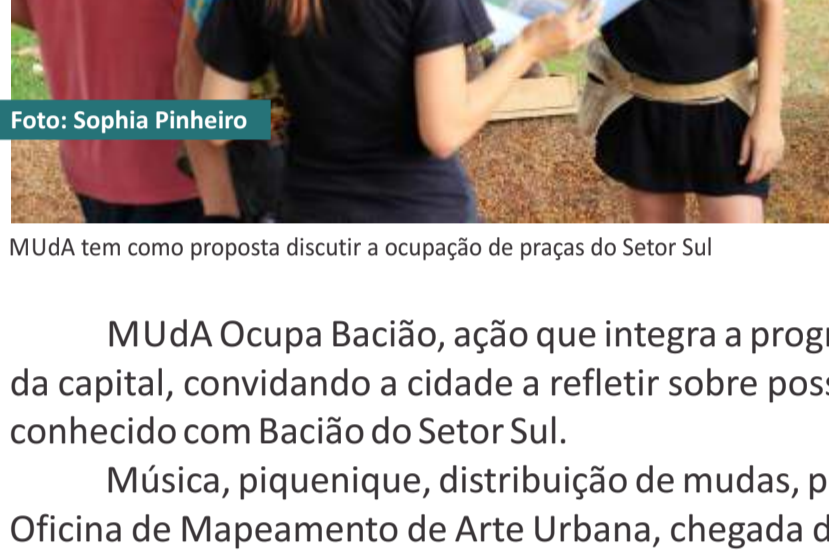 Foto: Sophia Pinheiro
MUdA tem como proposta discutir a ocupação de praças do Setor Sul
MUdA Ocupa Bacião, ação que integra a
da capital, convidando a cidade a refletir sobre
conhecido com Bacião do Setor Sul.
Música, piquenique, distribuição de mudas,
Oficina de Mapeamento de Arte Urbana, chegada